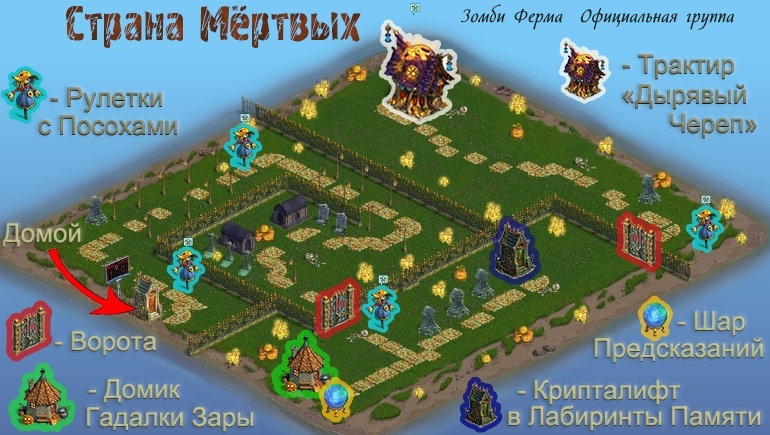 Страна Мёртвых
Зомби Ферма Официальная группа
- Рулетки
с Посохами
- Трактир
«Дырявый
Череп»
Домой
- Ворота
- Шар
Предсказаний
- Домик
Гадалки Зары
- Крипталифт
в Лабиринты Памяти